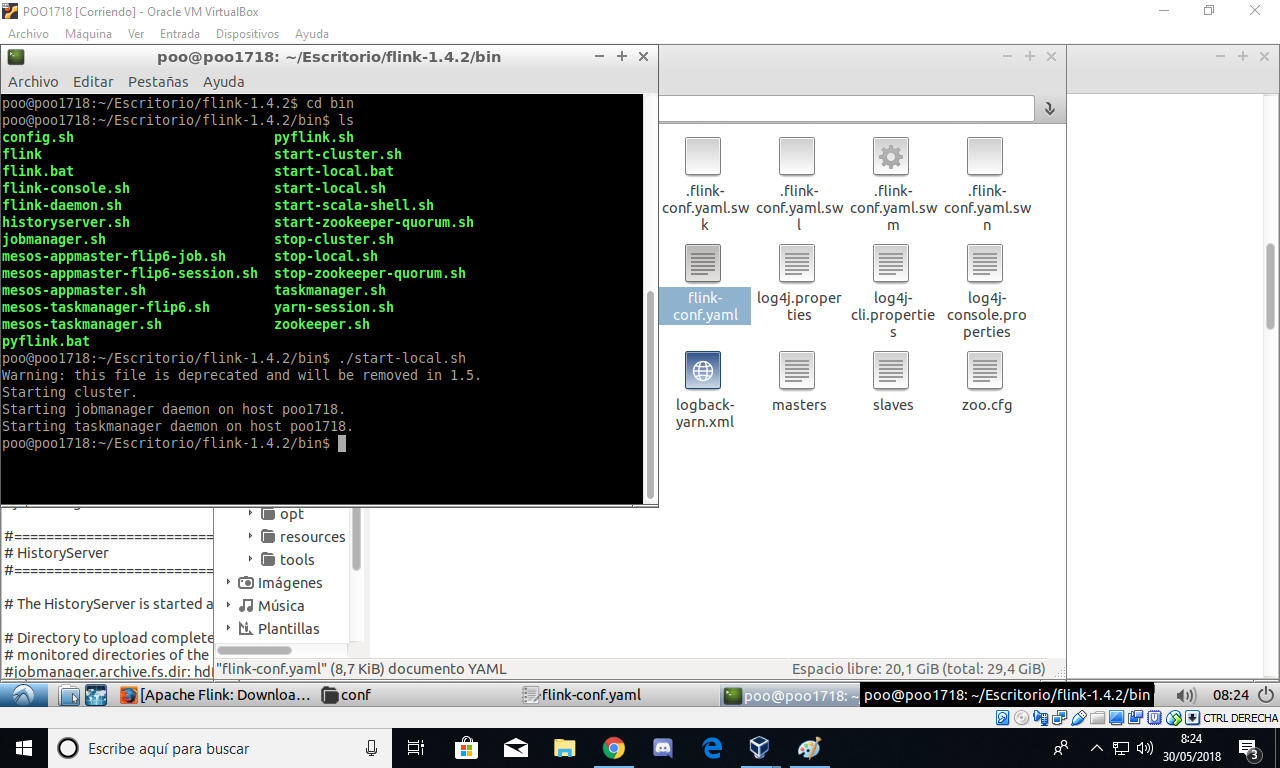 POO1718 [Corriendo] - Oracle VM VirtualBox
Archivo Máquina Ver Entrada Dispositivos Ayuda
poo@poo1718: ~/Escritorio/flink-1.4.2/bin
Archivo Editar Pestañas Ayuda
poo@poo1718:~/Escritorio/flink-1.4.2$ cd bin
poo@poo1718:~/Escritorio/flink-1.4.2/bin$ ls
config.sh pyflink.sh
flink start-cluster.sh
flink.bat start-local.bat
flink-console.sh start-local.sh
flink-daemon.sh start-scala-shell.sh
historyserver.sh start-zookeeper-quorum.sh
jobmanager.sh stop-cluster.sh
mesos-appmaster-flip6-job.sh stop-local.sh
mesos-appmaster-flip6-session.sh stop-zookeeper-quorum.sh
mesos-appmaster.sh taskmanager.sh
mesos-taskmanager-flip6.sh yarn-session.sh
mesos-taskmanager.sh zookeeper.sh
pyflink.bat
poo@poo1718:~/Escritorio/flink-1.4.2/bin$ ./start-local.sh
Warning: this file is deprecated and will be removed in 1.5.
Starting cluster.
Starting jobmanager daemon on host poo1718.
Starting taskmanager daemon on host poo1718.
poo@poo1718:~/Escritorio/flink-1.4.2/bin$
.flink-conf.yaml.swk
.flink-conf.yaml.swl
.flink-conf.yaml.swm
.flink-conf.yaml.swn
flink-conf.yaml
log4j.properties
log4j-cli.properties
log4j-console.properties
logback-yarn.xml
masters
slaves
zoo.cfg
#==========================
# HistoryServer
#==========================
# The HistoryServer is started a
# Directory to upload complete
# monitored directories of the
#jobmanager.archive.fs.dir: hd
opt
resources
tools
Imágenes
Música
Plantillas
"flink-conf.yaml" (8,7 KiB) documento YAML
Espacio libre: 20,1 GiB (total: 29,4 GiB)
[Apache Flink: Downloa...
conf
flink-conf.yaml
poo@poo1718: ~
poo@poo1718: ~/Escritorio/flink-1.4.2/bin
08:24
CTRL DERECHA
Escribe aquí para buscar
8:24
30/05/2018
3